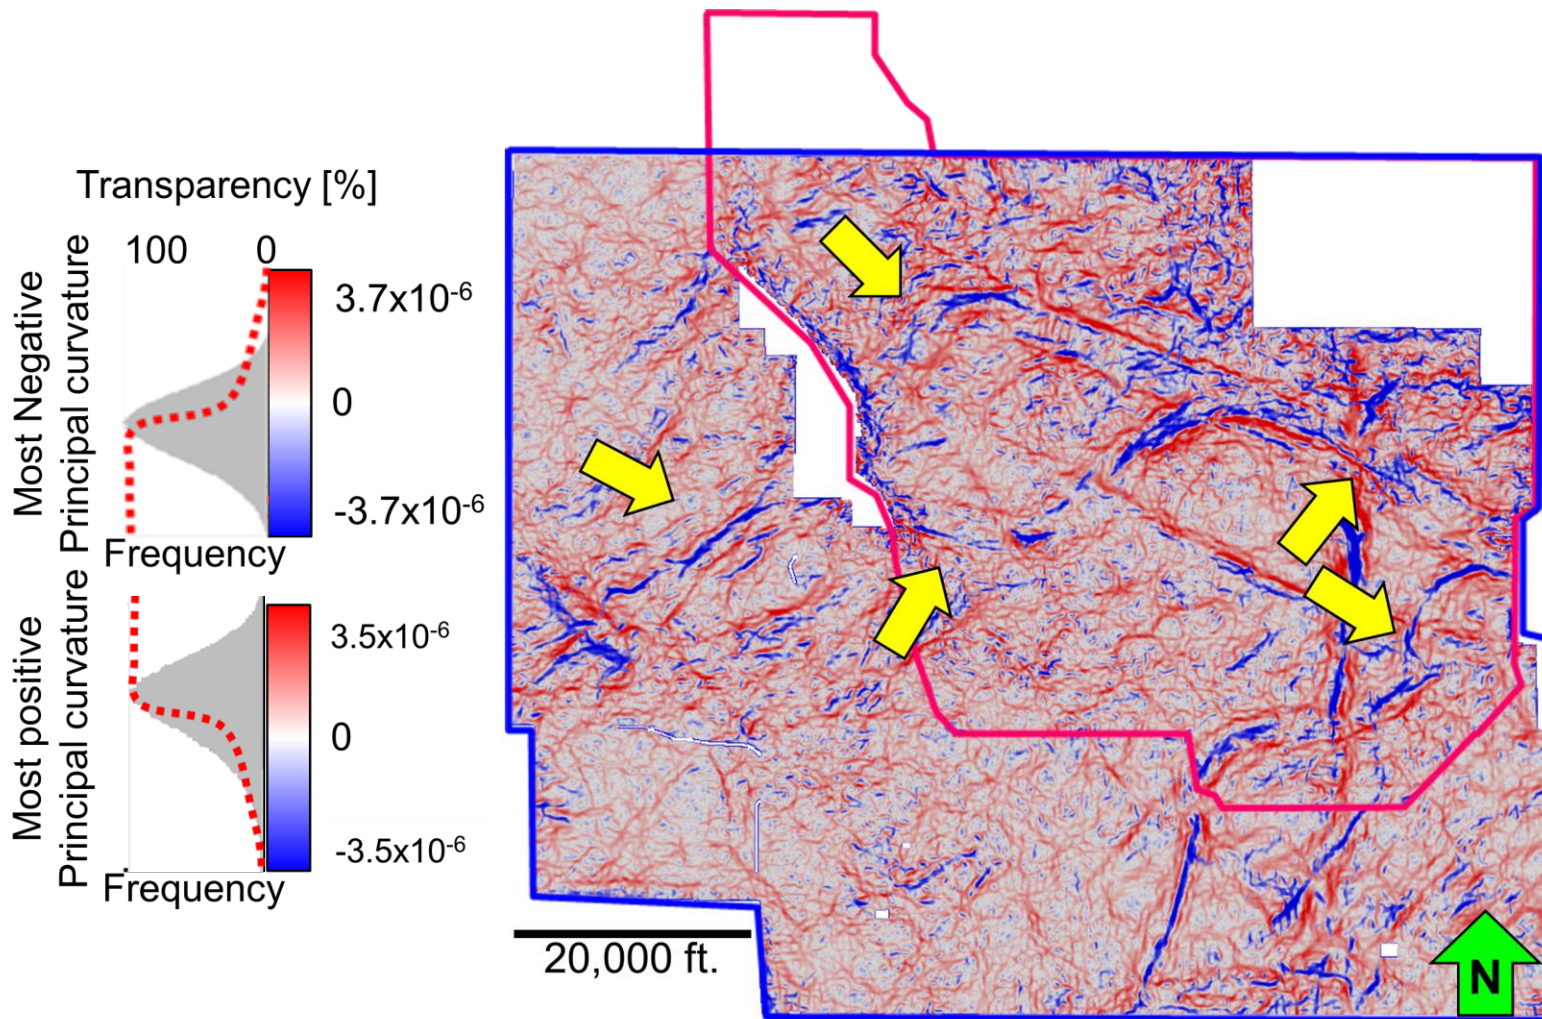 Transparency [%]
100 0
Most Negative
Principal curvature
3.7x10-6
0
-3.7x10-6
Frequency
Most positive
Principal curvature
3.5x10-6
0
-3.5x10-6
Frequency
20,000 ft.
N